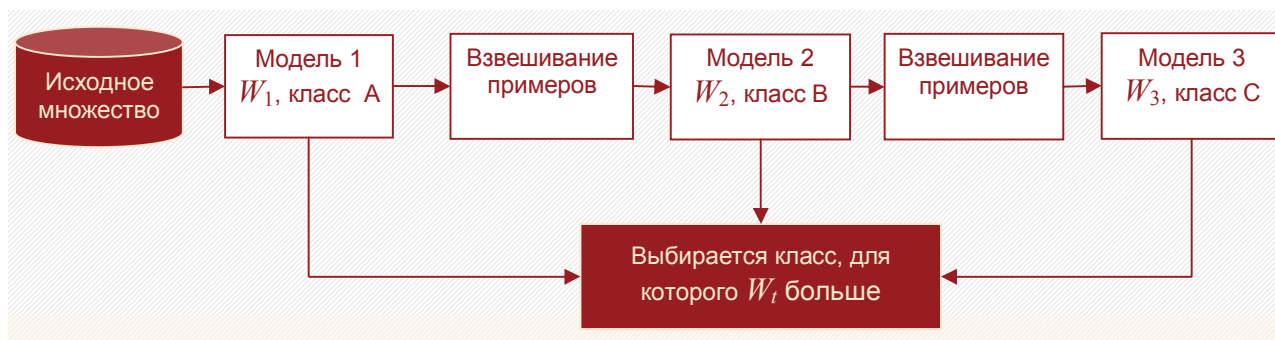 Исходное
множество
Модель 1
W₁, класс А
Взвешивание
примеров
Модель 2
W₂, класс В
Взвешивание
примеров
Модель 3
W₃, класс С
Выбирается класс, для
которого Wₜ больше